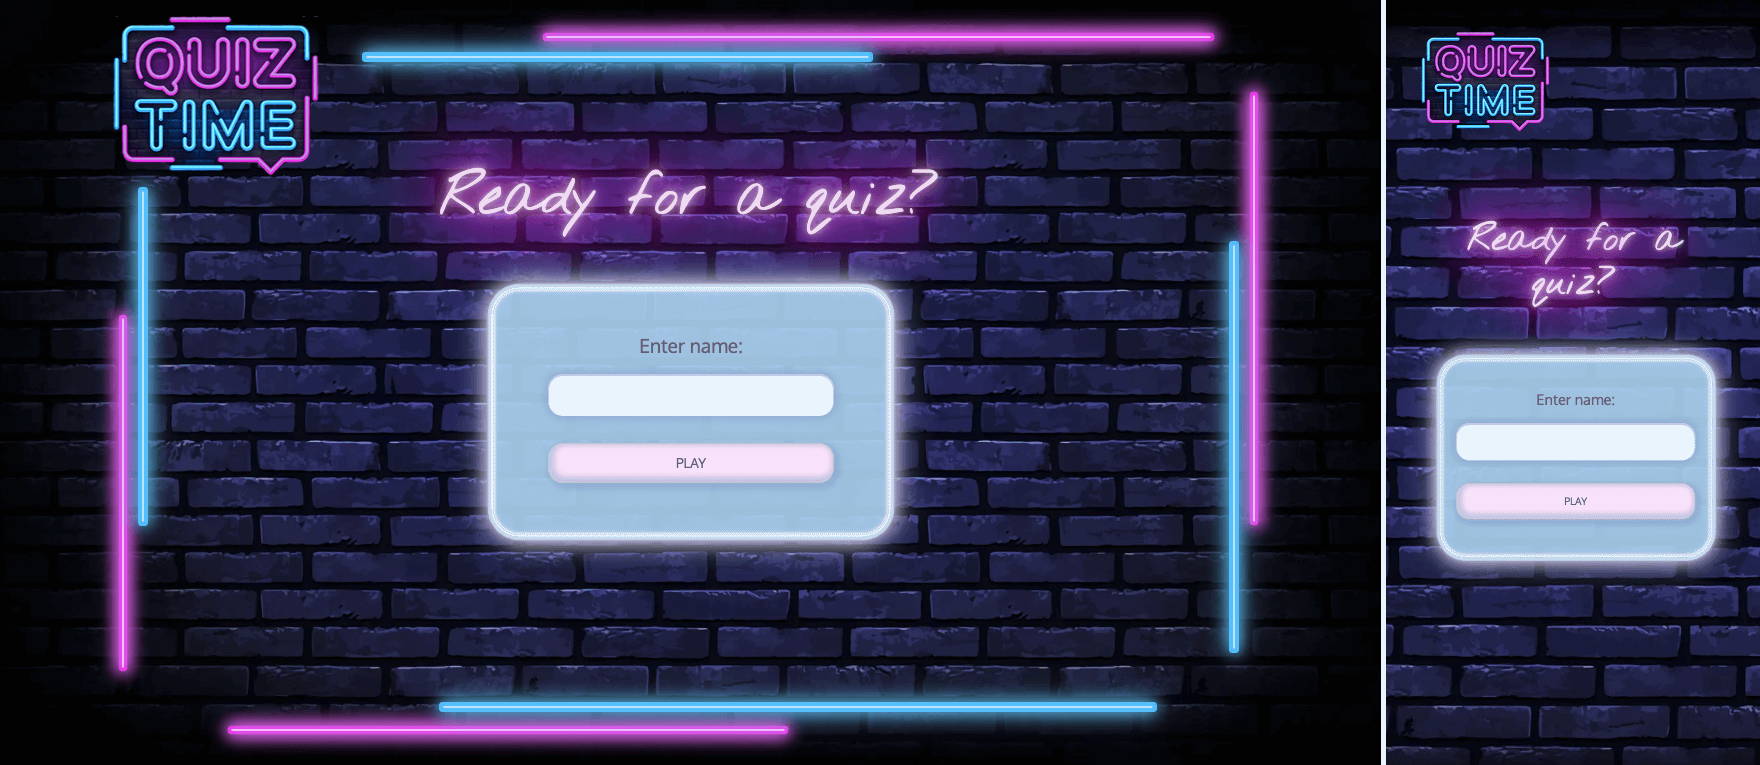 QUIZ
TIME
Ready for a quiz?
Enter name:
PLAY
QUIZ
TIME
Ready for a
quiz?
Enter name:
PLAY